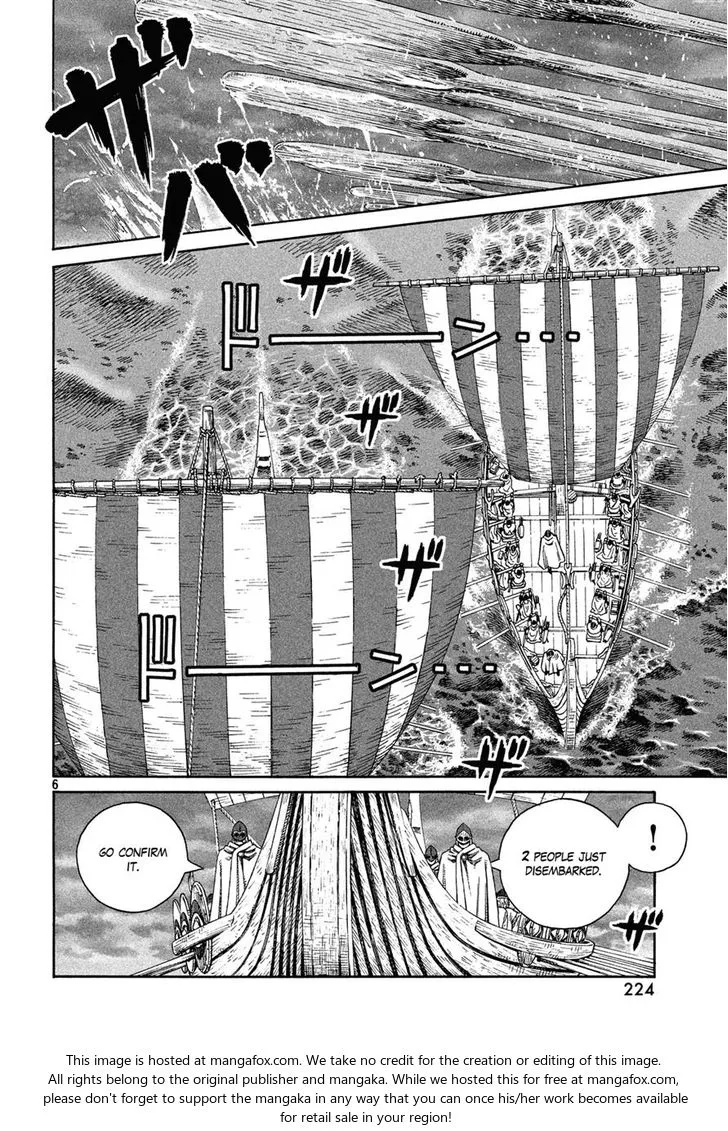 ザ
ザ
バ
ザ
ドーン…
ザ
ザ
ドーン…
ザ
6
!
2 PEOPLE JUST
DISEMBARKED.
GO CONFIRM
IT.
ザ
224
This image is hosted at mangafox.com. We take no credit for the creation or editing of this image.
All rights belong to the original publisher and mangaka. While we hosted this for free at mangafox.com,
please don't forget to support the mangaka in any way that you can once his/her work becomes available
for retail sale in your region!